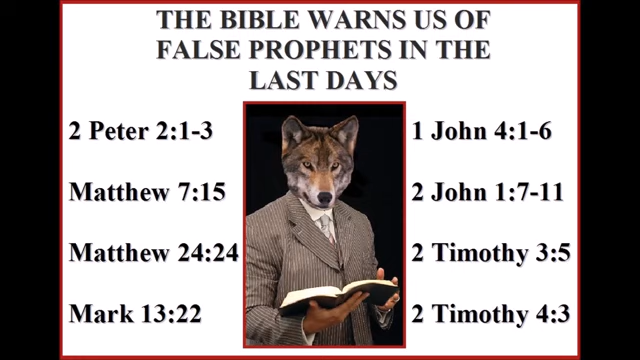 THE BIBLE WARNS US OF
FALSE PROPHETS IN THE
LAST DAYS
2 Peter 2:1-3
Matthew 7:15
Matthew 24:24
Mark 13:22
1 John 4:1-6
2 John 1:7-11
2 Timothy 3:5
2 Timothy 4:3